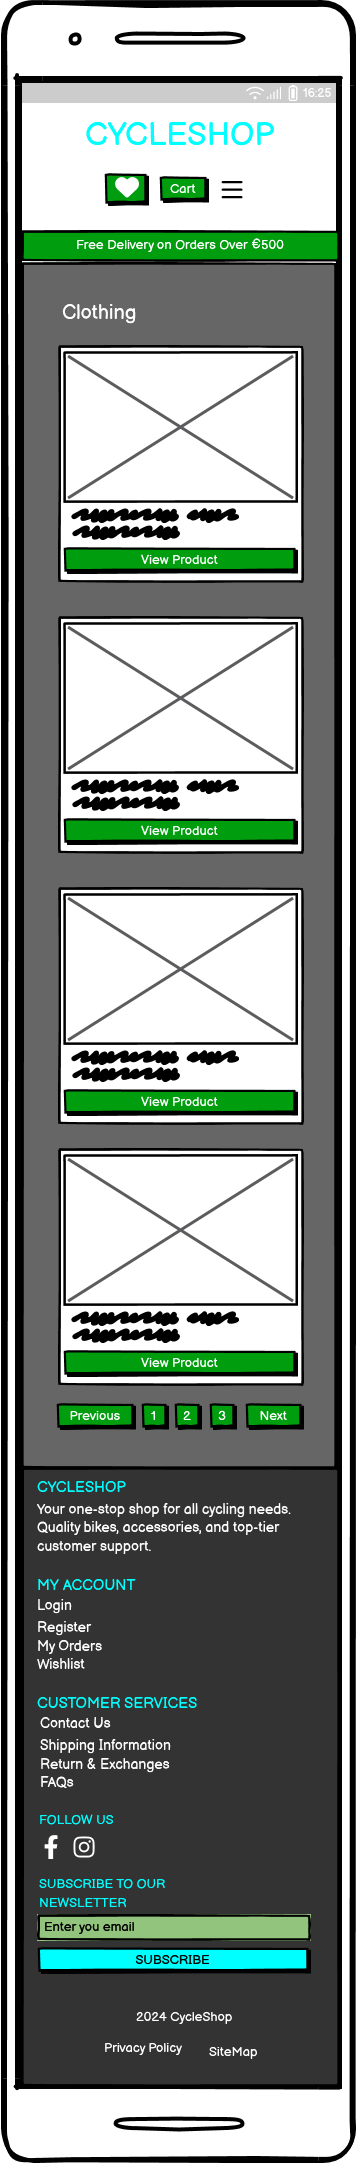 16:25
CYCLESHOP
Cart
Free Delivery on Orders Over €500
Clothing
View Product
View Product
View Product
View Product
Previous 1 2 3 Next
CYCLESHOP
Your one-stop shop for all cycling needs.
Quality bikes, accessories, and top-tier
customer support.
MY ACCOUNT
Login
Register
My Orders
Wishlist
CUSTOMER SERVICES
Contact Us
Shipping Information
Return & Exchanges
FAQs
FOLLOW US
SUBSCRIBE TO OUR
NEWSLETTER
Enter you email
SUBSCRIBE
2024 CycleShop
Privacy Policy SiteMap